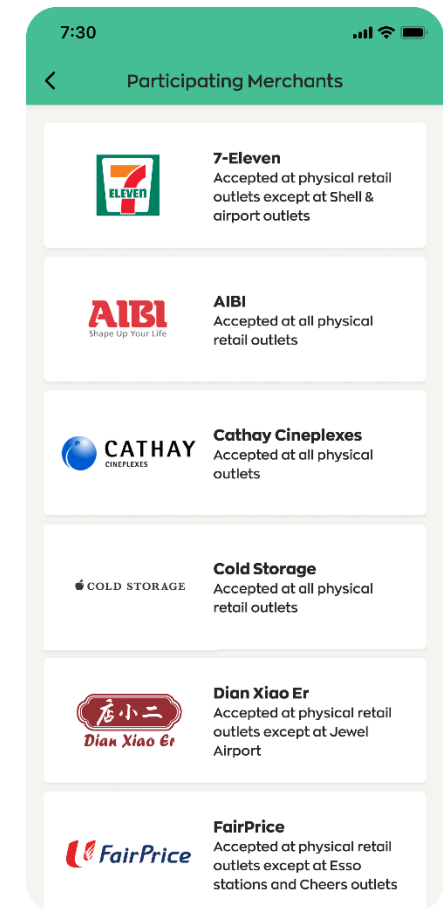 7:30
Participating Merchants
7
ELEVEN
7-Eleven
Accepted at physical retail
outlets except at Shell &
airport outlets
AIBI
Shape Up Your Life
AIBI
Accepted at all physical
retail outlets
CATHAY
CINEPLEXES
Cathay Cineplexes
Accepted at all physical
outlets
COLD STORAGE
Cold Storage
Accepted at all physical
retail outlets
店小二
Dian Xiao Er
Dian Xiao Er
Accepted at physical retail
outlets except at Jewel
Airport
FairPrice
FairPrice
Accepted at physical retail
outlets except at Esso
stations and Cheers outlets